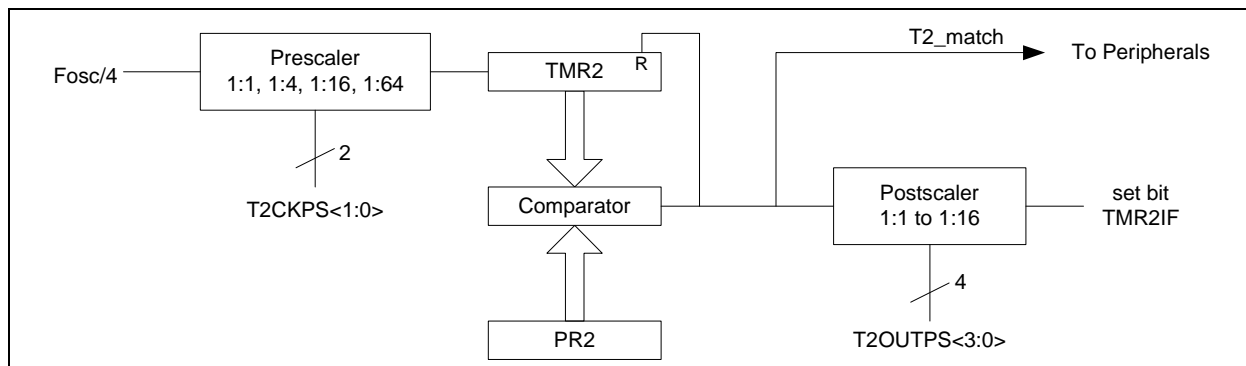 T2_match
To Peripherals
Fosc/4
Prescaler
1:1, 1:4, 1:16, 1:64
TMR2
R
2
T2CKPS<1:0>
Comparator
Postscaler
1:1 to 1:16
set bit
TMR2IF
4
PR2
T2OUTPS<3:0>